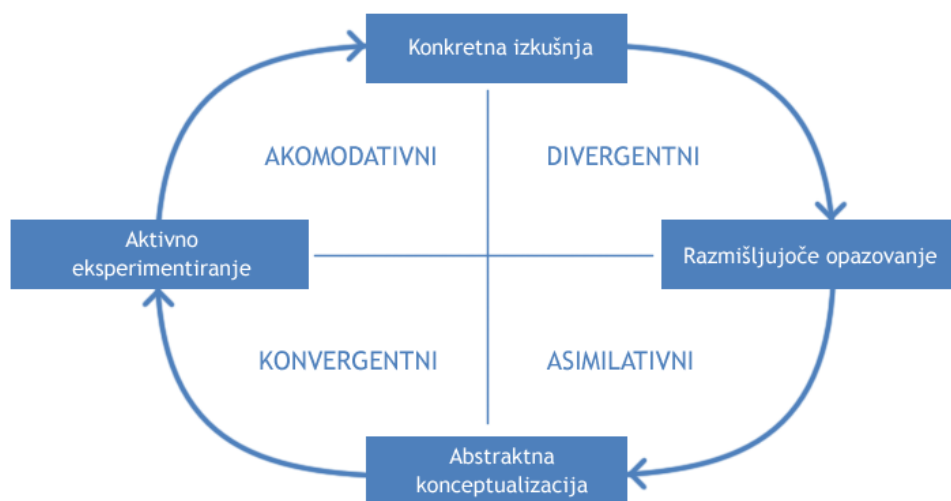 Konkretna izkušnja
AKOMODATIVNI
DIVERGENTNI
Aktivno
eksperimentiranje
Razmišljujoče opazovanje
KONVERGENTNI
ASIMILATIVNI
Abstraktna
konceptualizacija